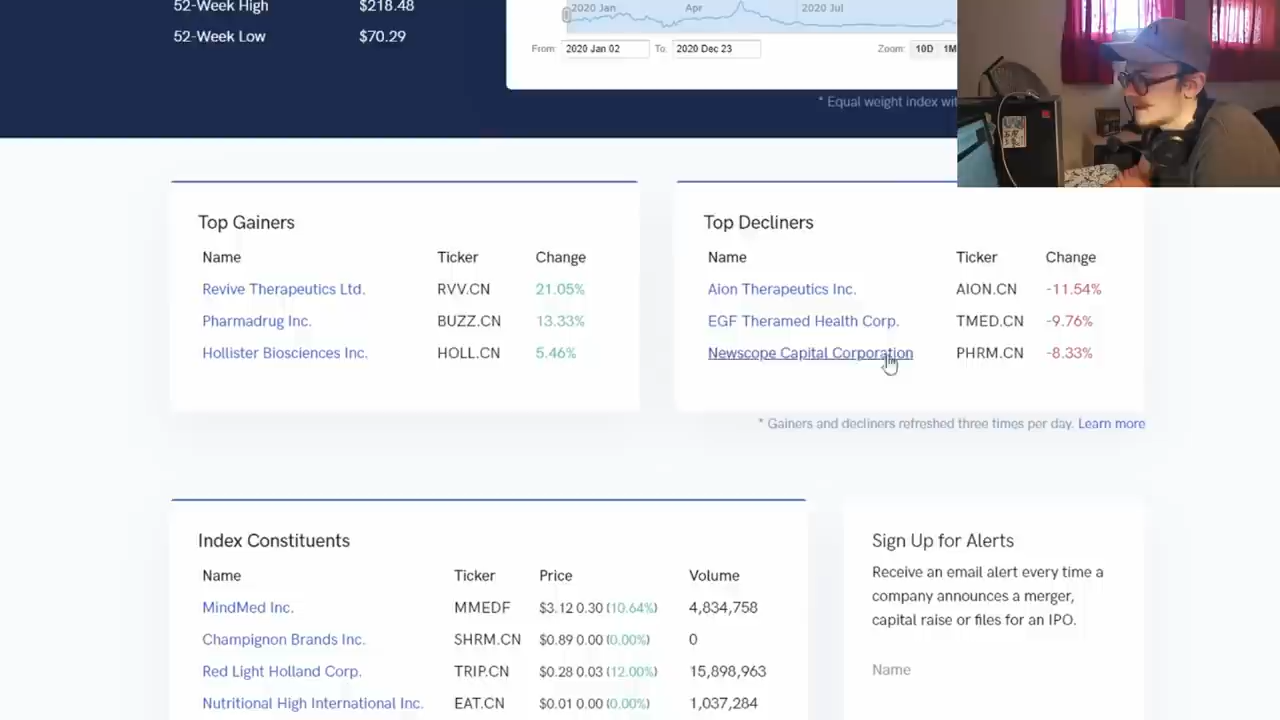 52-Week High $218.48
52-Week Low $70.29
2020 Jan Apr 2020 Jul
From: 2020 Jan 02 To: 2020 Dec 23 Zoom: 10D 1M
* Equal weight index wit
Top Gainers
Name Ticker Change
Revive Therapeutics Ltd. RVV.CN 21.05%
Pharmadrug Inc. BUZZ.CN 13.33%
Hollister Biosciences Inc. HOLL.CN 5.46%
Top Decliners
Name Ticker Change
Aion Therapeutics Inc. AION.CN -11.54%
EGF Theramed Health Corp. TMED.CN -9.76%
Newscope Capital Corporation PHRM.CN -8.33%
* Gainers and decliners refreshed three times per day. Learn more
Index Constituents
Name Ticker Price Volume
MindMed Inc. MMEDF $3.12 0.30 (10.64%) 4,834,758
Champignon Brands Inc. SHRM.CN $0.89 0.00 (0.00%) 0
Red Light Holland Corp. TRIP.CN $0.28 0.03 (12.00%) 15,898,963
Nutritional High International Inc. EAT.CN $0.01 0.00 (0.00%) 1,037,284
Sign Up for Alerts
Receive an email alert every time a
company announces a merger,
capital raise or files for an IPO.
Name